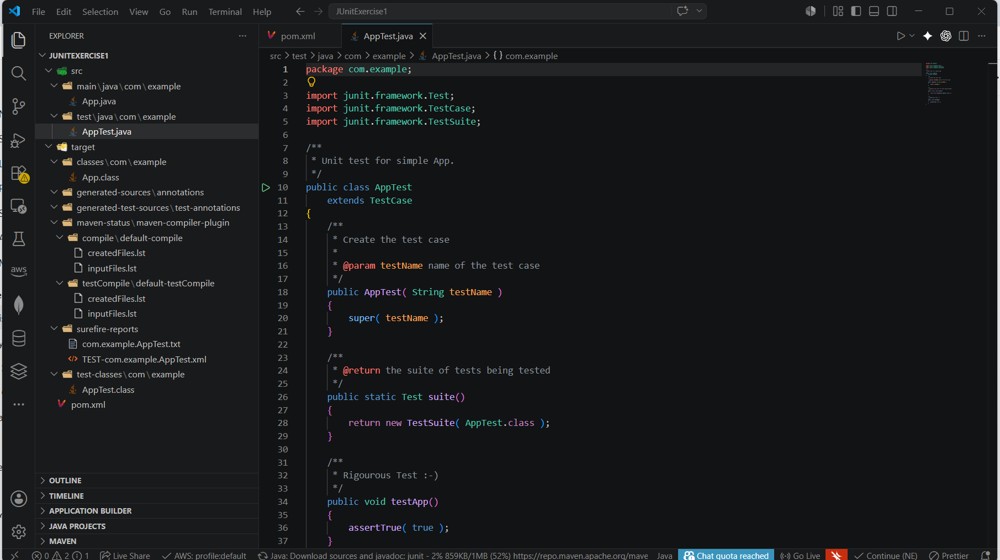 File Edit Selection View Go Run Terminal Help
JUnitExercise1
EXPLORER
JUNITEXERCISE1
src
main\java\com\example
App.java
test\java\com\example
AppTest.java
target
classes\com\example
App.class
generated-sources\annotations
generated-test-sources\test-annotations
maven-status\maven-compiler-plugin
compile\default-compile
createdFiles.lst
inputFiles.lst
testCompile\default-testCompile
createdFiles.lst
inputFiles.lst
surefire-reports
com.example.AppTest.txt
TEST-com.example.AppTest.xml
test-classes\com\example
AppTest.class
pom.xml
OUTLINE
TIMELINE
APPLICATION BUILDER
JAVA PROJECTS
MAVEN
aws
pom.xml AppTest.java
src > test > java > com > example > AppTest.java > {} com.example
1 package com.example;
2
3 import junit.framework.Test;
4 import junit.framework.TestCase;
5 import junit.framework.TestSuite;
6
7 /**
8 * Unit test for simple App.
9 */
10 public class AppTest
11 extends TestCase
12 {
13 /**
14 * Create the test case
15 *
16 * @param testName name of the test case
17 */
18 public AppTest( String testName )
19 {
20 super( testName );
21 }
22
23 /**
24 * @return the suite of tests being tested
25 */
26 public static Test suite()
27 {
28 return new TestSuite( AppTest.class );
29 }
30
31 /**
32 * Rigourous Test :-)
33 */
34 public void testApp()
35 {
36 assertTrue( true );
37 }
0 2 1 Live Share AWS: profile:default Java: Download sources and javadoc: junit - 2% 859KB/1MB (52%) https://repo.maven.apache.org/mave Java Chat quota reached Go Live Continue (NE) Prettier